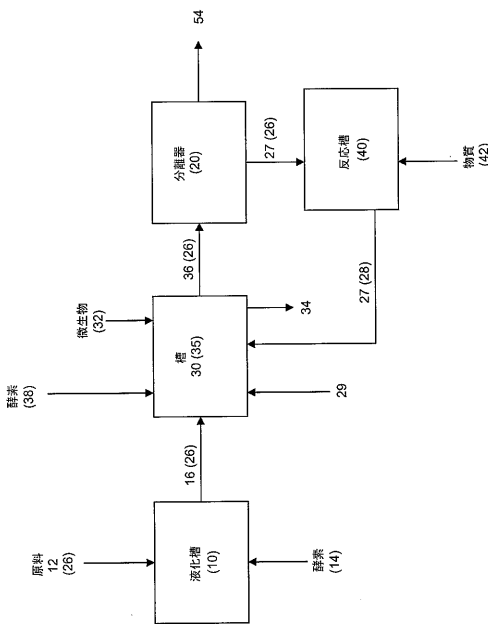 原料
12
(26)
液化槽
(10)
酵素
(14)
16 (26)
酵素
(38)
微生物
(32)
槽
30 (35)
29
34
36 (26)
分離器
(20)
54
27 (26)
反応槽
(40)
27 (28)
物質
(42)